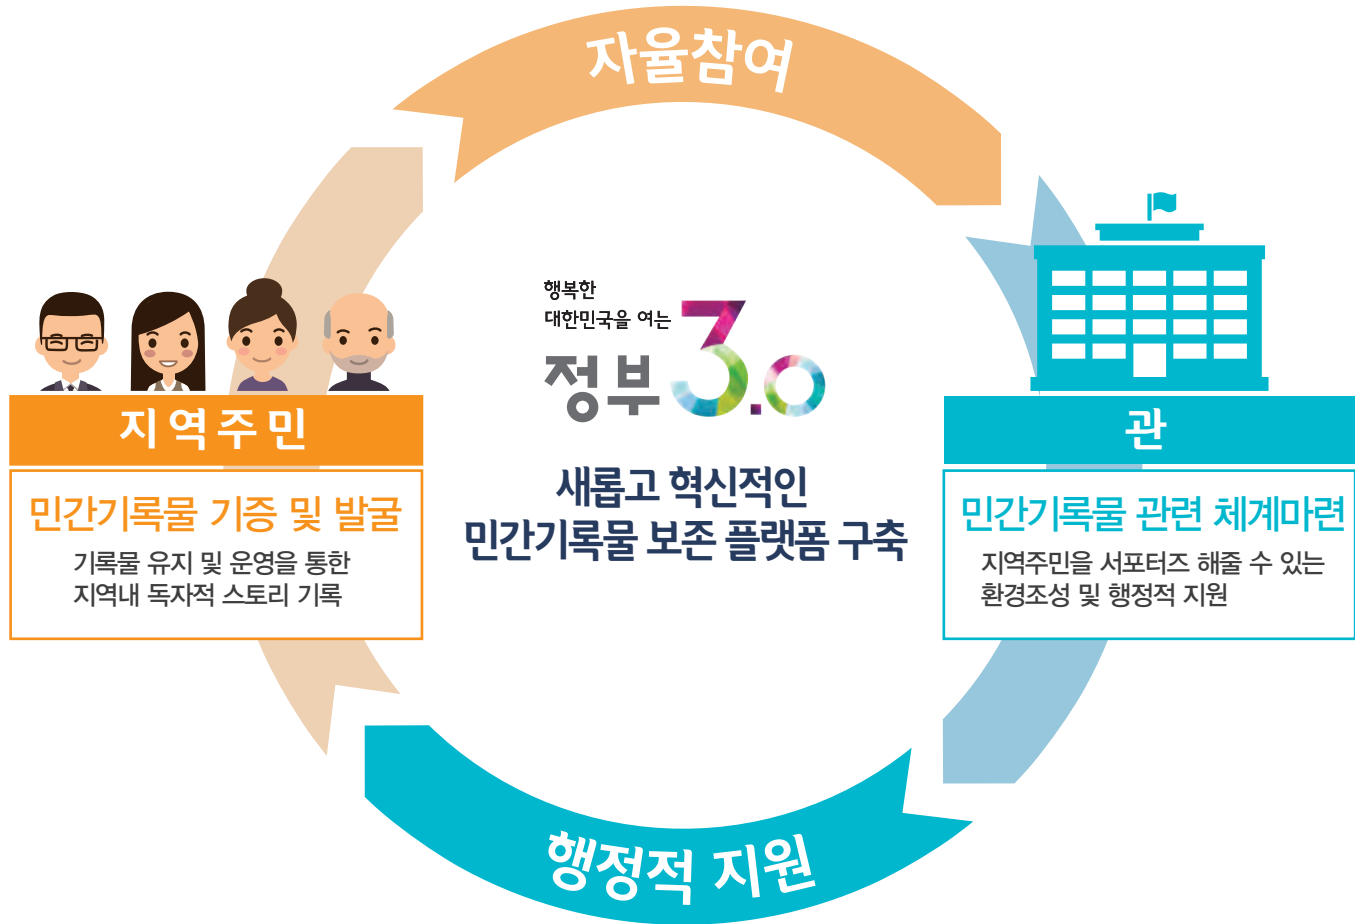 자율참여
행복한
대한민국을 여는
정부 3.0
새롭고 혁신적인
민간기록물 보존 플랫폼 구축
지역주민
민간기록물 기증 및 발굴
기록물 유지 및 운영을 통한
지역내 독자적 스토리 기록
관
민간기록물 관련 체계마련
지역주민을 서포터즈 해줄 수 있는
환경조성 및 행정적 지원
행정적 지원